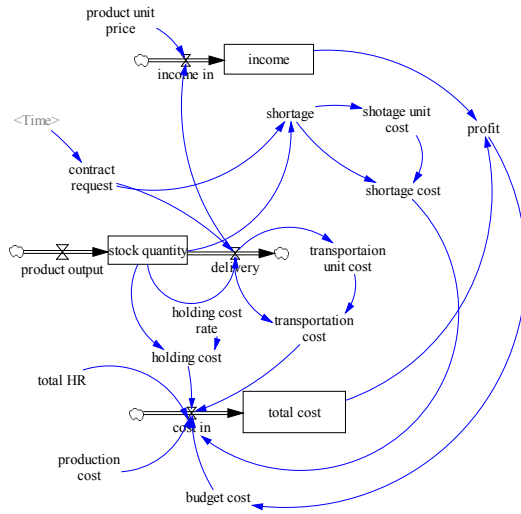 product unit
price
income in
income
<Time>
shortage
shotage unit
cost
profit
contract
request
shortage cost
product output
stock quantity
delivery
transportaion
unit cost
holding cost
rate
transportation
cost
holding cost
total HR
cost in
total cost
production
cost
budget cost